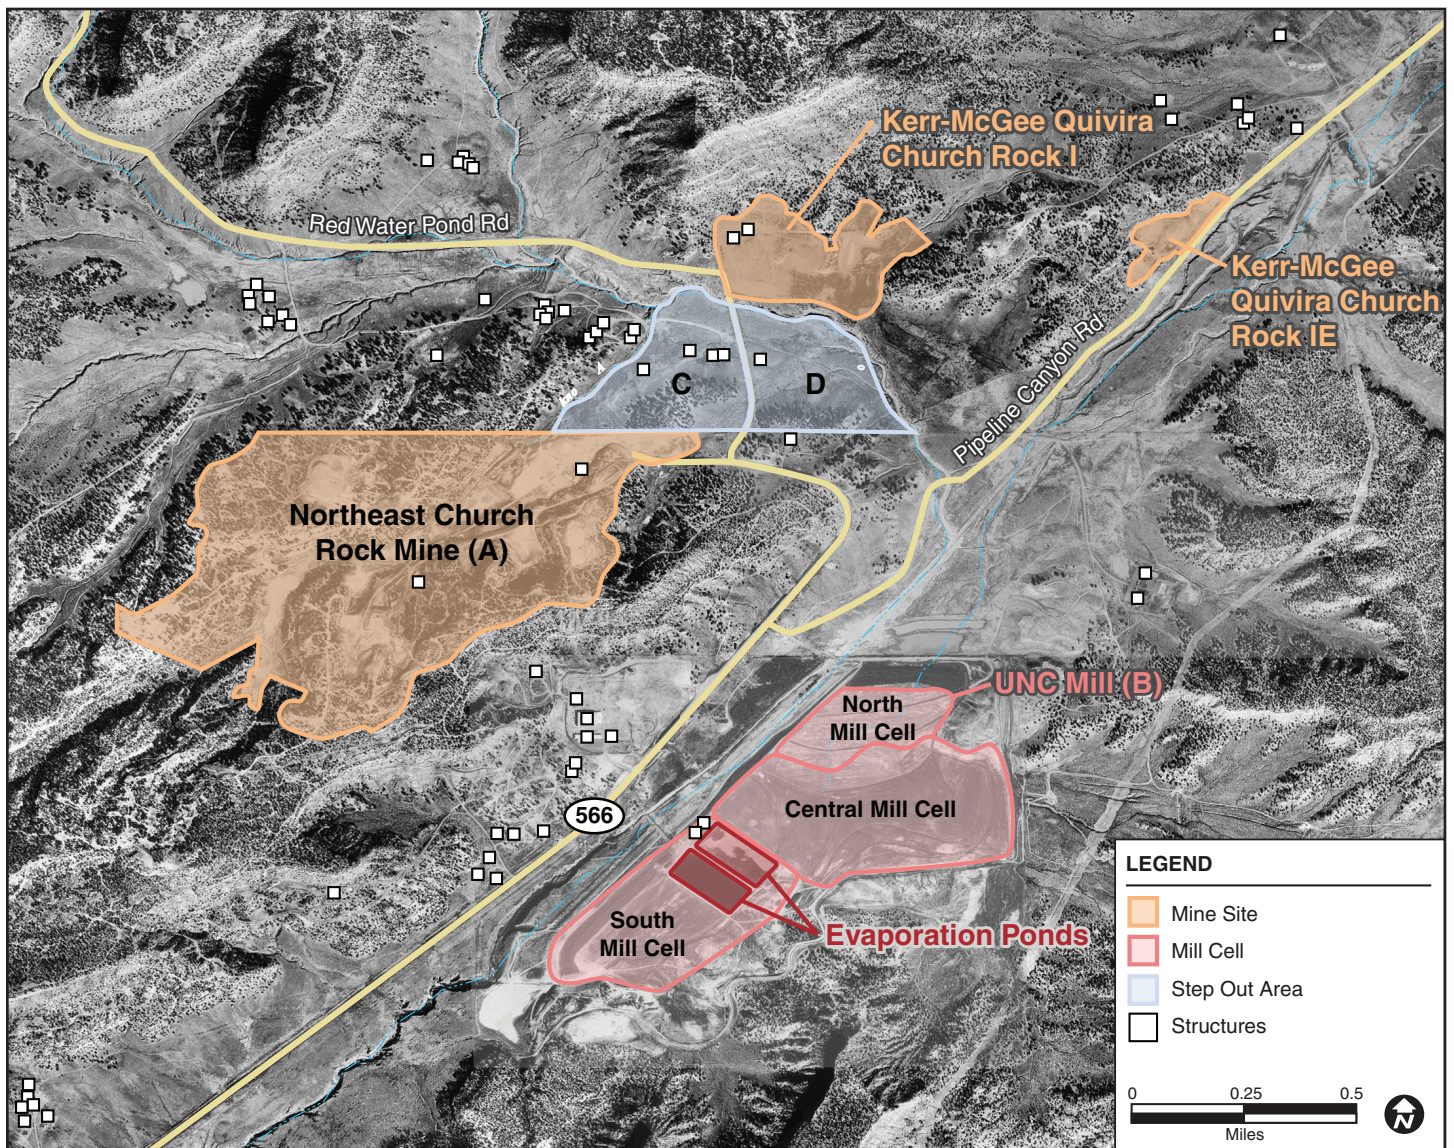 Kerr-McGee Quivira
Church Rock I
Red Water Pond Rd
Kerr-McGee
Quivira Church
Rock IE
Pipeline Canyon Rd
C
D
Northeast Church
Rock Mine (A)
UNC Mill (B)
North
Mill Cell
Central Mill Cell
566
South
Mill Cell
Evaporation Ponds
LEGEND
Mine Site
Mill Cell
Step Out Area
Structures
0 0.25 0.5
Miles
N